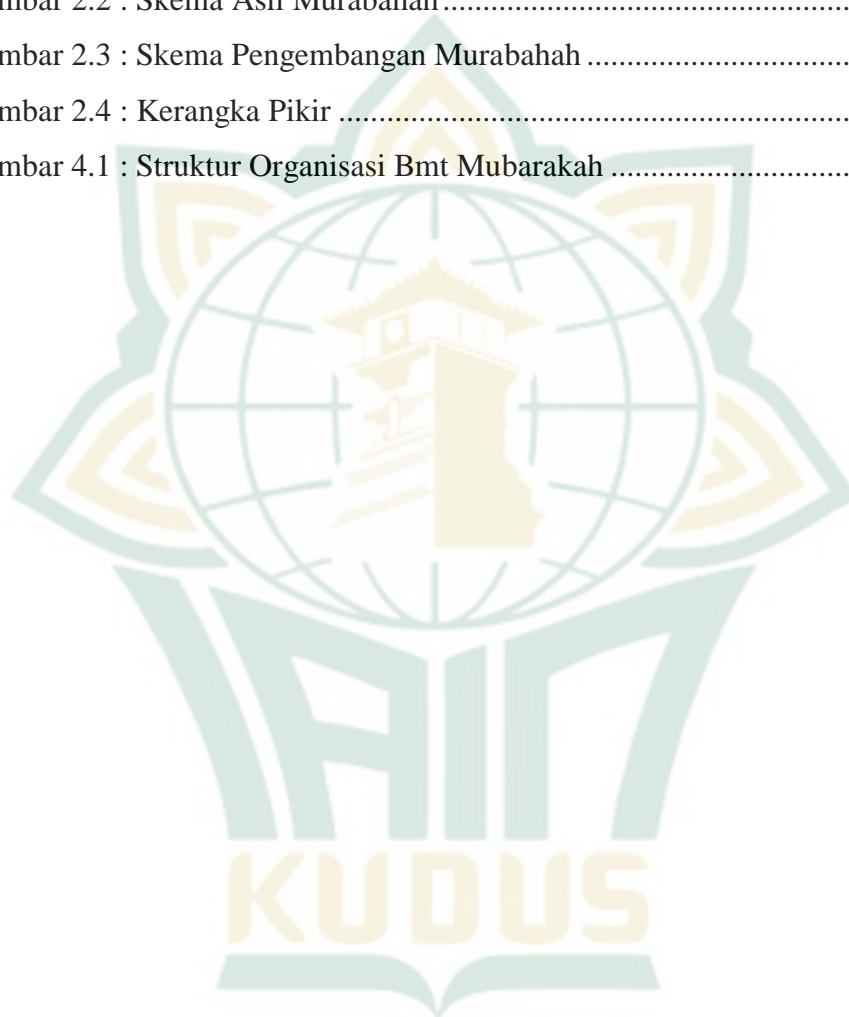 mbar 2.2 : Skema Asli Murabahah........................................................
mbar 2.3 : Skema Pengembangan Murabahah ...................................
mbar 2.4 : Kerangka Pikir ....................................................................
mbar 4.1 : Struktur Organisasi Bmt Mubarakah ................................
IAIN
KUDUS